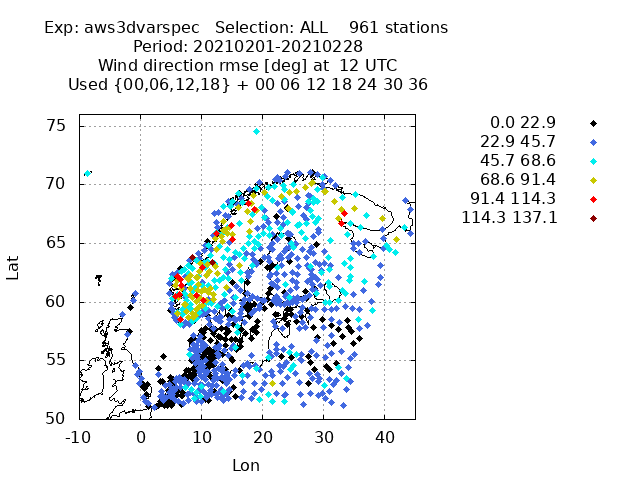 Exp: aws3dvarspec Selection: ALL 961 stations
Period: 20210201-20210228
Wind direction rmse [deg] at 12 UTC
Used {00,06,12,18} + 00 06 12 18 24 30 36
0.0 22.9
22.9 45.7
45.7 68.6
68.6 91.4
91.4 114.3
114.3 137.1
75
70
65
60
55
50
Lat
-10 0 10 20 30 40
Lon